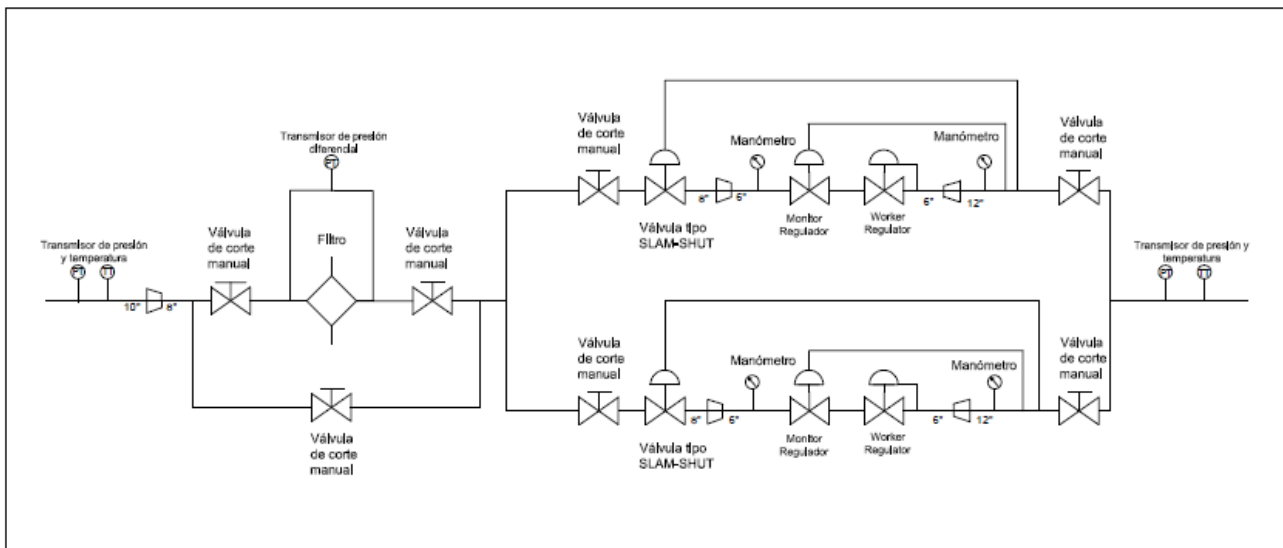 Transmisor de presión
y temperatura
PT
TT
10"
8"
Válvula
de corte
manual
Transmisor de presión
diferencial
PT
Filtro
Válvula
de corte
manual
Válvula
de corte
manual
Válvula
de corte
manual
Válvula tipo
SLAM-SHUT
8"
6"
Manómetro
Monitor
Regulador
Worker
Regulator
Manómetro
6"
12"
Válvula
de corte
manual
Válvula
de corte
manual
Válvula tipo
SLAM-SHUT
8"
6"
Manómetro
Monitor
Regulador
Worker
Regulator
Manómetro
6"
12"
Válvula
de corte
manual
Transmisor de presión y
temperatura
PT
TT